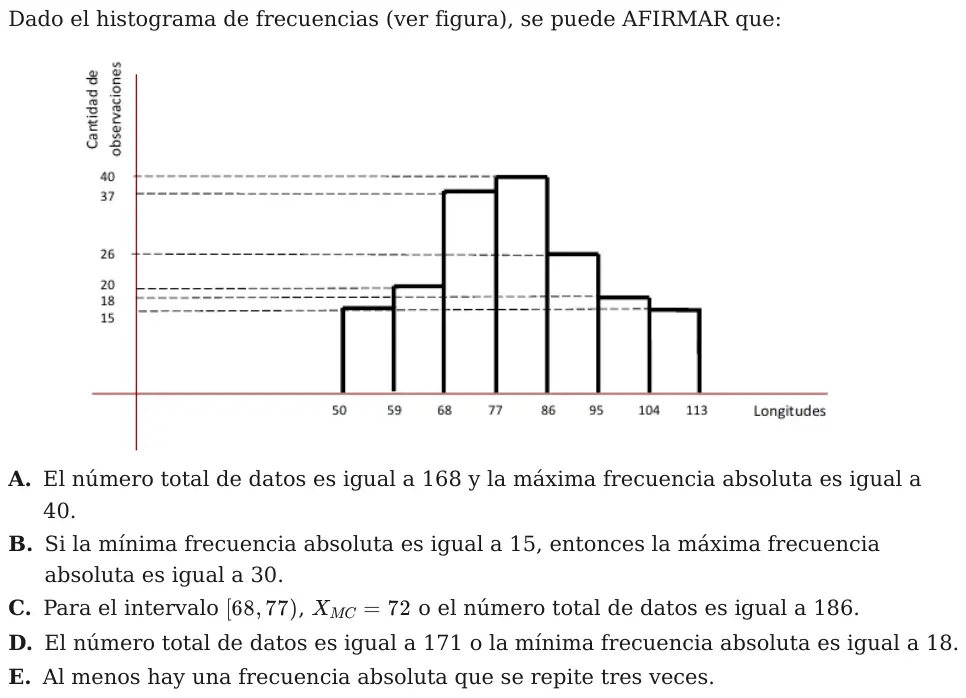 Dado el histograma de frecuencias (ver figura), se puede AFIRMAR que:
Cantidad de
observaciones
40
37
26
20
18
15
50 59 68 77 86 95 104 113 Longitudes
A. El número total de datos es igual a 168 y la máxima frecuencia absoluta es igual a
40.
B. Si la mínima frecuencia absoluta es igual a 15, entonces la máxima frecuencia
absoluta es igual a 30.
C. Para el intervalo [68, 77), X_{MC} = 72 o el número total de datos es igual a 186.
D. El número total de datos es igual a 171 o la mínima frecuencia absoluta es igual a 18.
E. Al menos hay una frecuencia absoluta que se repite tres veces.